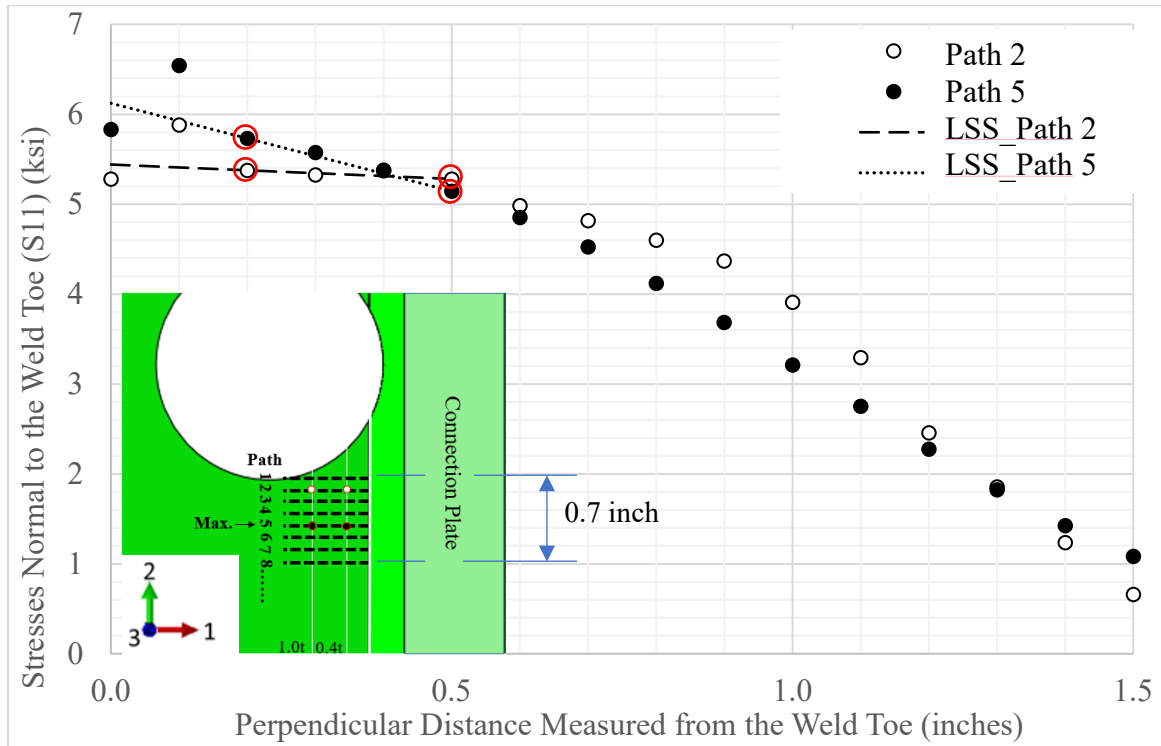 Stresses Normal to the Weld Toe (S11) (ksi)
7
6
5
4
3
2
1
0
Path 2
Path 5
LSS_Path 2
LSS_Path 5
Path
1
2
3
4
5
6
7
8
......
Max.
Connection Plate
0.7 inch
2
3
1
1.0t 0.4t
0.0 0.5 1.0 1.5
Perpendicular Distance Measured from the Weld Toe (inches)